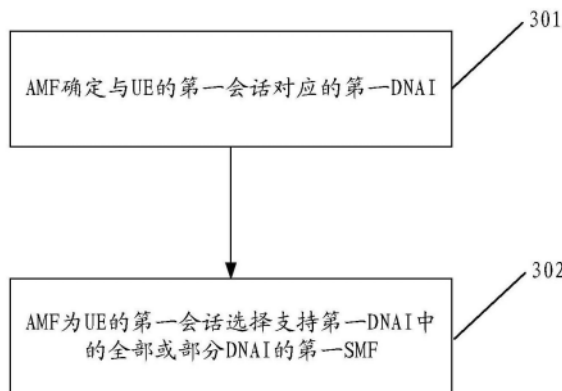 301
AMF确定与UE的第一会话对应的第一DNAI
302
AMF为UE的第一会话选择支持第一DNAI中
的全部或部分DNAI的第一SMF